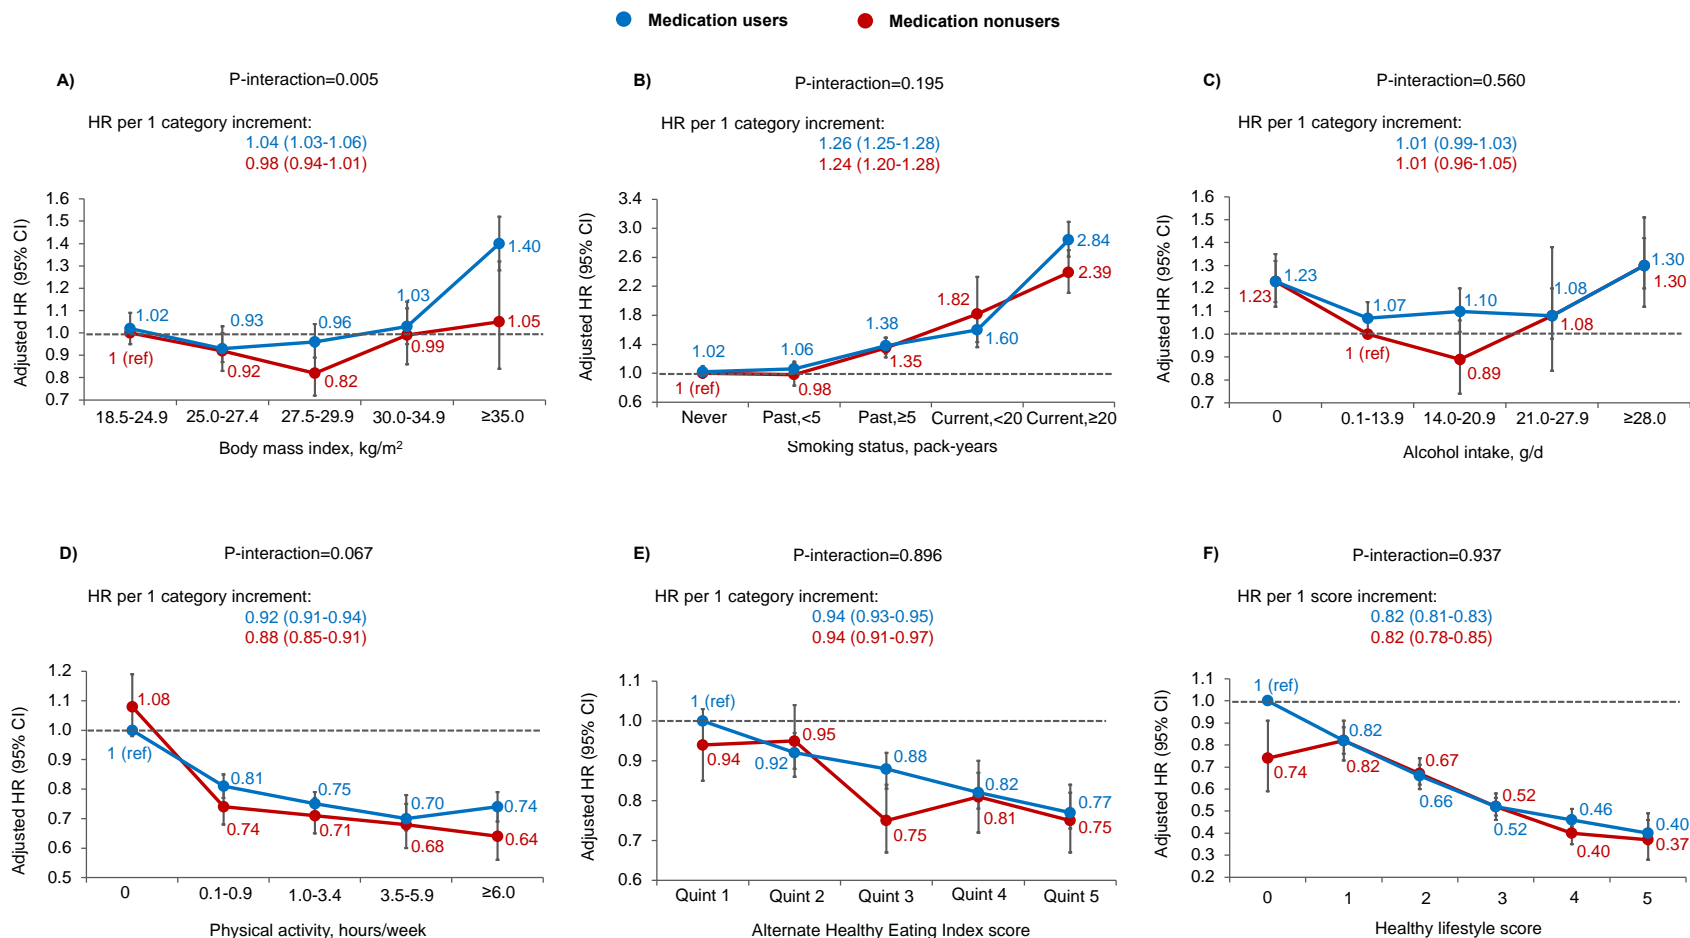 Medication users
Medication nonusers
A)
P-interaction=0.005
HR per 1 category increment:
1.04 (1.03-1.06)
0.98 (0.94-1.01)
Adjusted HR (95% CI)
1.6
1.5
1.4
1.3
1.2
1.1
1.0
0.9
0.8
0.7
1.02
0.93
0.96
1.03
1.40
1 (ref)
0.92
0.82
0.99
1.05
18.5-24.9 25.0-27.4 27.5-29.9 30.0-34.9 ≥35.0
Body mass index, kg/m²
B)
P-interaction=0.195
HR per 1 category increment:
1.26 (1.25-1.28)
1.24 (1.20-1.28)
Adjusted HR (95% CI)
3.4
3.0
2.6
2.2
1.8
1.4
1.0
0.6
1.02
1.06
1.38
1.60
2.84
1 (ref)
0.98
1.35
1.82
2.39
Never Past,<5 Past,≥5 Current,<20 Current,≥20
Smoking status, pack-years
C)
P-interaction=0.560
HR per 1 category increment:
1.01 (0.99-1.03)
1.01 (0.96-1.05)
Adjusted HR (95% CI)
1.6
1.5
1.4
1.3
1.2
1.1
1.0
0.9
0.8
0.7
1.23
1.07
1.10
1.08
1.30
1.23
1 (ref)
0.89
1.08
1.30
0 0.1-13.9 14.0-20.9 21.0-27.9 ≥28.0
Alcohol intake, g/d
D)
P-interaction=0.067
HR per 1 category increment:
0.92 (0.91-0.94)
0.88 (0.85-0.91)
Adjusted HR (95% CI)
1.2
1.1
1.0
0.9
0.8
0.7
0.6
0.5
1 (ref)
0.81
0.75
0.70
0.74
1.08
0.74
0.71
0.68
0.64
0 0.1-0.9 1.0-3.4 3.5-5.9 ≥6.0
Physical activity, hours/week
E)
P-interaction=0.896
HR per 1 category increment:
0.94 (0.93-0.95)
0.94 (0.91-0.97)
Adjusted HR (95% CI)
1.1
1.0
0.9
0.8
0.7
0.6
1 (ref)
0.92
0.88
0.82
0.77
0.94
0.95
0.75
0.81
0.75
Quint 1 Quint 2 Quint 3 Quint 4 Quint 5
Alternate Healthy Eating Index score
F)
P-interaction=0.937
HR per 1 score increment:
0.82 (0.81-0.83)
0.82 (0.78-0.85)
Adjusted HR (95% CI)
1.1
1.0
0.9
0.8
0.7
0.6
0.5
0.4
0.3
0.2
1 (ref)
0.82
0.66
0.52
0.46
0.40
0.74
0.82
0.67
0.52
0.40
0.37
0 1 2 3 4 5
Healthy lifestyle score